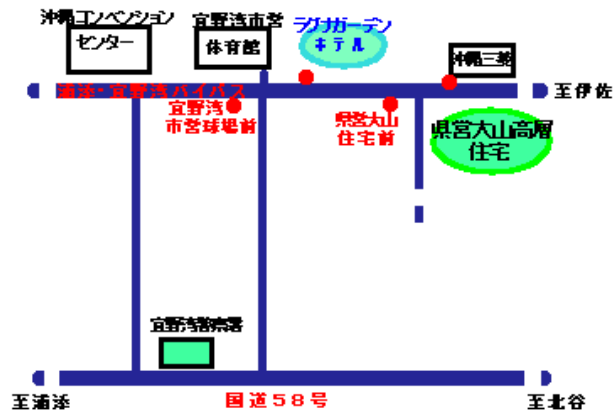 沖縄コンベンション
センター
宜野湾市営
体育館
ラグナガーデン
ホテル
沖縄三菱
浦添・宜野湾バイパス
至伊佐
宜野湾
市営球場前
県営大山
住宅前
県営大山高層
住宅
宜野湾警察署
至浦添
国道58号
至北谷